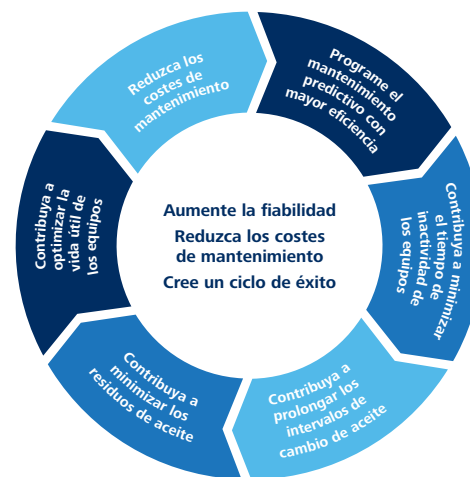 Reduzca los
costes de
mantenimiento
Programe el
mantenimiento
predictivo con
mayor eficiencia
Contribuya a minimizar
el tiempo de
inactividad de
los equipos
Contribuya a
prolongar los
intervalos de
cambio de aceite
Contribuya a
minimizar los
residuos de aceite
Contribuya a
optimizar la
vida útil de
los equipos
Aumente la fiabilidad
Reduzca los costes
de mantenimiento
Cree un ciclo de éxito